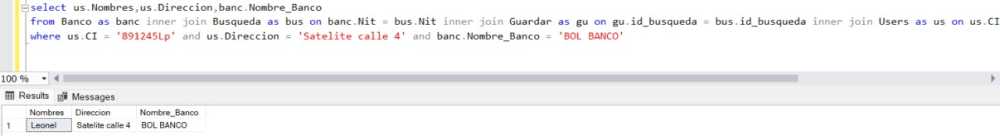 select us.Nombres,us.Direccion,banc.Nombre_Banco
from Banco as banc inner join Busqueda as bus on banc.Nit = bus.Nit inner join Guardar as gu on gu.id_busqueda = bus.id_busqueda inner join Users as us on us.CI
where us.CI = '891245Lp' and us.Direccion = 'Satelite calle 4' and banc.Nombre_Banco = 'BOL BANCO'
100 %
Results Messages
Nombres Direccion Nombre_Banco
1 Leonel Satelite calle 4 BOL BANCO